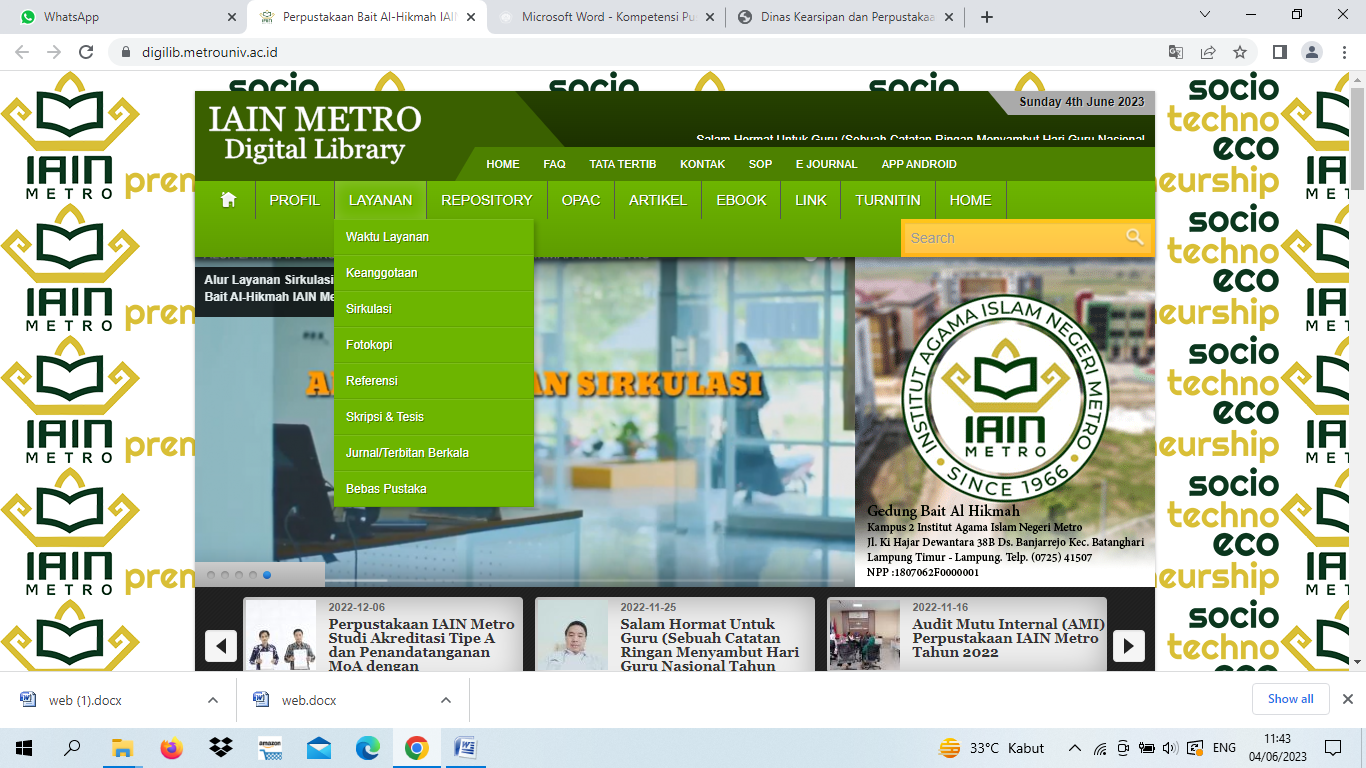 WhatsApp
Perpustakaan Bait Al-Hikmah IAIN
Microsoft Word - Kompetensi Pu
Dinas Kearsipan dan Perpustakaa
digilib.metrouniv.ac.id
IAIN METRO
Digital Library
Sunday 4th June 2023
Salam Hormat Untuk Guru (Sebuah Catatan Ringan Menyambut Hari Guru Nasional
HOME FAQ TATA TERTIB KONTAK SOP E JOURNAL APP ANDROID
PROFIL LAYANAN REPOSITORY OPAC ARTIKEL EBOOK LINK TURNITIN HOME
Search
Waktu Layanan
Keanggotaan
Sirkulasi
Fotokopi
Referensi
Skripsi & Tesis
Jurnal/Terbitan Berkala
Bebas Pustaka
Alur Layanan Sirkulasi
Bait Al-Hikmah IAIN Me
SIRKULASI
INSTITUT AGAMA ISLAM NEGERI METRO
IAIN
METRO
SINCE 1966
Gedung Bait Al Hikmah
Kampus 2 Institut Agama Islam Negeri Metro
Jl. Ki Hajar Dewantara 38B Ds. Banjarrejo Kec. Batanghari
Lampung Timur - Lampung. Telp. (0725) 41507
NPP :1807062F0000001
2022-12-06
Perpustakaan IAIN Metro
Studi Akreditasi Tipe A
dan Penandatanganan
MoA dengan
2022-11-25
Salam Hormat Untuk
Guru (Sebuah Catatan
Ringan Menyambut Hari
Guru Nasional Tahun
2022-11-16
Audit Mutu Internal (AMI)
Perpustakaan IAIN Metro
Tahun 2022
IAIN
METRO
socio
techno
eco
preneurship
web (1).docx
web.docx
Show all
amazon
33°C Kabut
ENG
11:43
04/06/2023